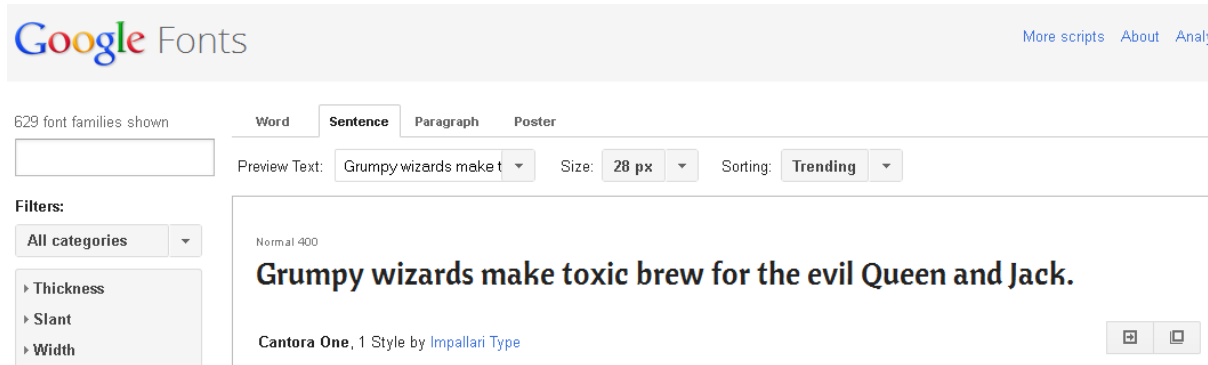 Google Fonts
More scripts About
629 font families shown
Word Sentence Paragraph Poster
Preview Text: Grumpy wizards make t Size: 28 px Sorting: Trending
Filters:
All categories
Normal 400
Grumpy wizards make toxic brew for the evil Queen and Jack.
Thickness
Slant
Width
Cantora One, 1 Style by Impallari Type